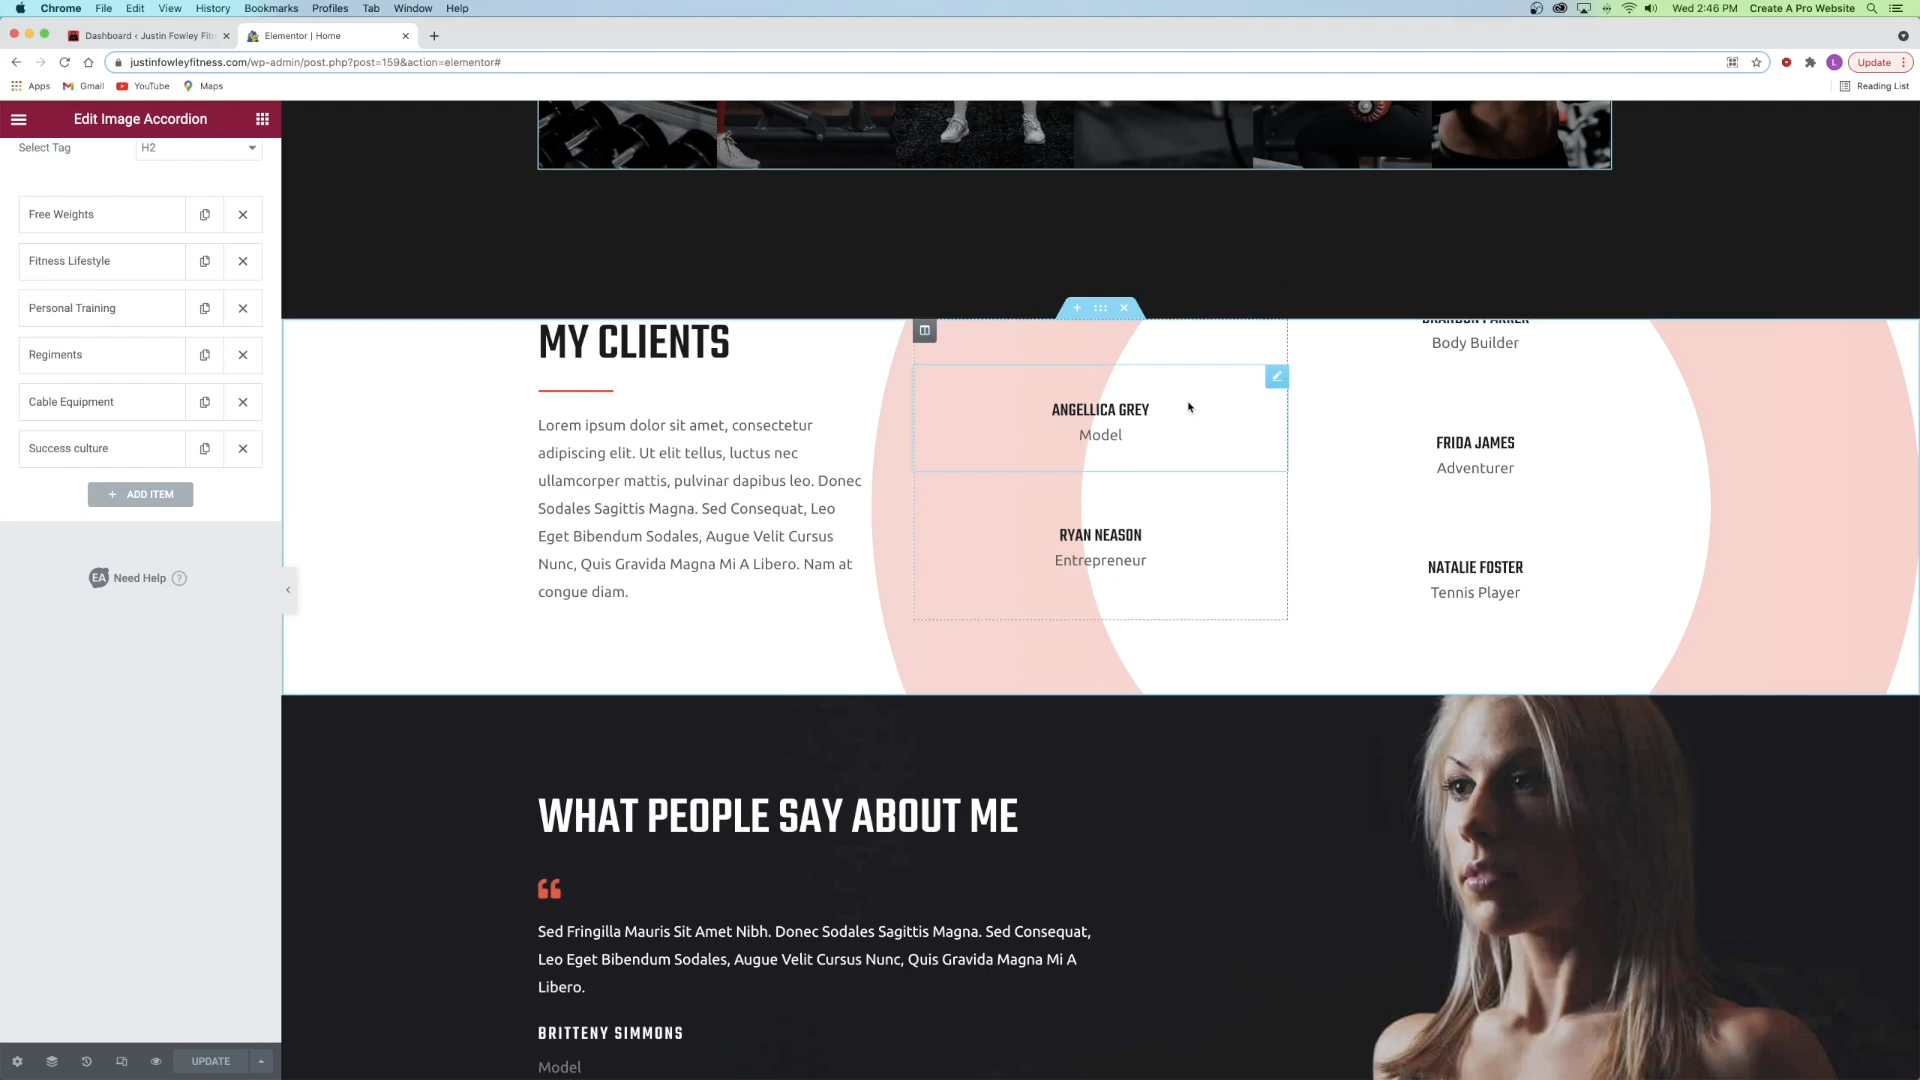 Chrome File Edit View History Bookmarks Profiles Tab Window Help
Wed 2:46 PM Create A Pro Website
Dashboard ‹ Justin Fowley Fit
Elementor | Home
justinfowleyfitness.com/wp-admin/post.php?post=159&action=elementor#
Update
Apps Gmail YouTube Maps
Reading List
Edit Image Accordion
Select Tag H2
Free Weights
Fitness Lifestyle
Personal Training
Regiments
Cable Equipment
Success culture
+ ADD ITEM
EA Need Help ?
UPDATE
MY CLIENTS
Lorem ipsum dolor sit amet, consectetur
adipiscing elit. Ut elit tellus, luctus nec
ullamcorper mattis, pulvinar dapibus leo. Donec
Sodales Sagittis Magna. Sed Consequat, Leo
Eget Bibendum Sodales, Augue Velit Cursus
Nunc, Quis Gravida Magna Mi A Libero. Nam at
congue diam.
ANGELLICA GREY
Model
RYAN NEASON
Entrepreneur
BRANDON PARKER
Body Builder
FRIDA JAMES
Adventurer
NATALIE FOSTER
Tennis Player
WHAT PEOPLE SAY ABOUT ME
Sed Fringilla Mauris Sit Amet Nibh. Donec Sodales Sagittis Magna. Sed Consequat,
Leo Eget Bibendum Sodales, Augue Velit Cursus Nunc, Quis Gravida Magna Mi A
Libero.
BRITTENY SIMMONS
Model